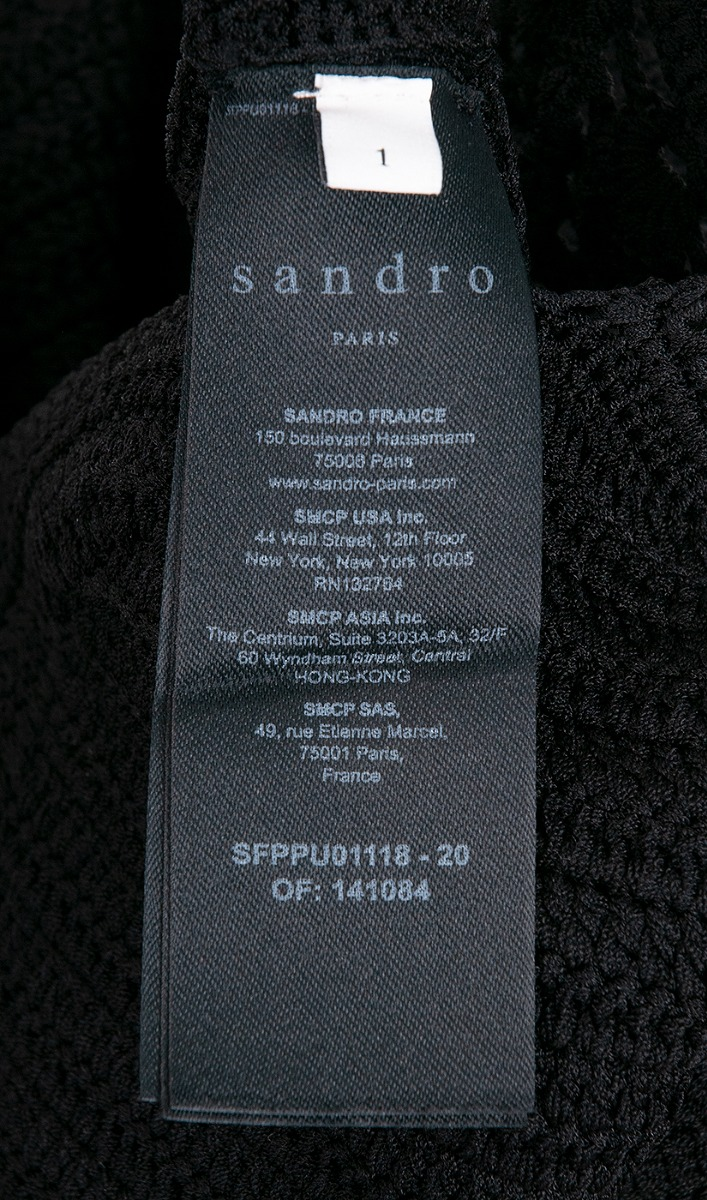 SFPPU01118
1
sandro
PARIS
SANDRO FRANCE
150 boulevard Haussmann
75008 Paris
www.sandro-paris.com
SMCP USA Inc.
44 Wall Street, 12th Floor
New York, New York 10005
RN132764
SMCP ASIA Inc.
The Centrium, Suite 3203A-5A, 32/F
60 Wyndham Street, Central
HONG-KONG
SMCP SAS,
49, rue Etienne Marcel,
75001 Paris,
France
SFPPU01118 - 20
OF: 141084